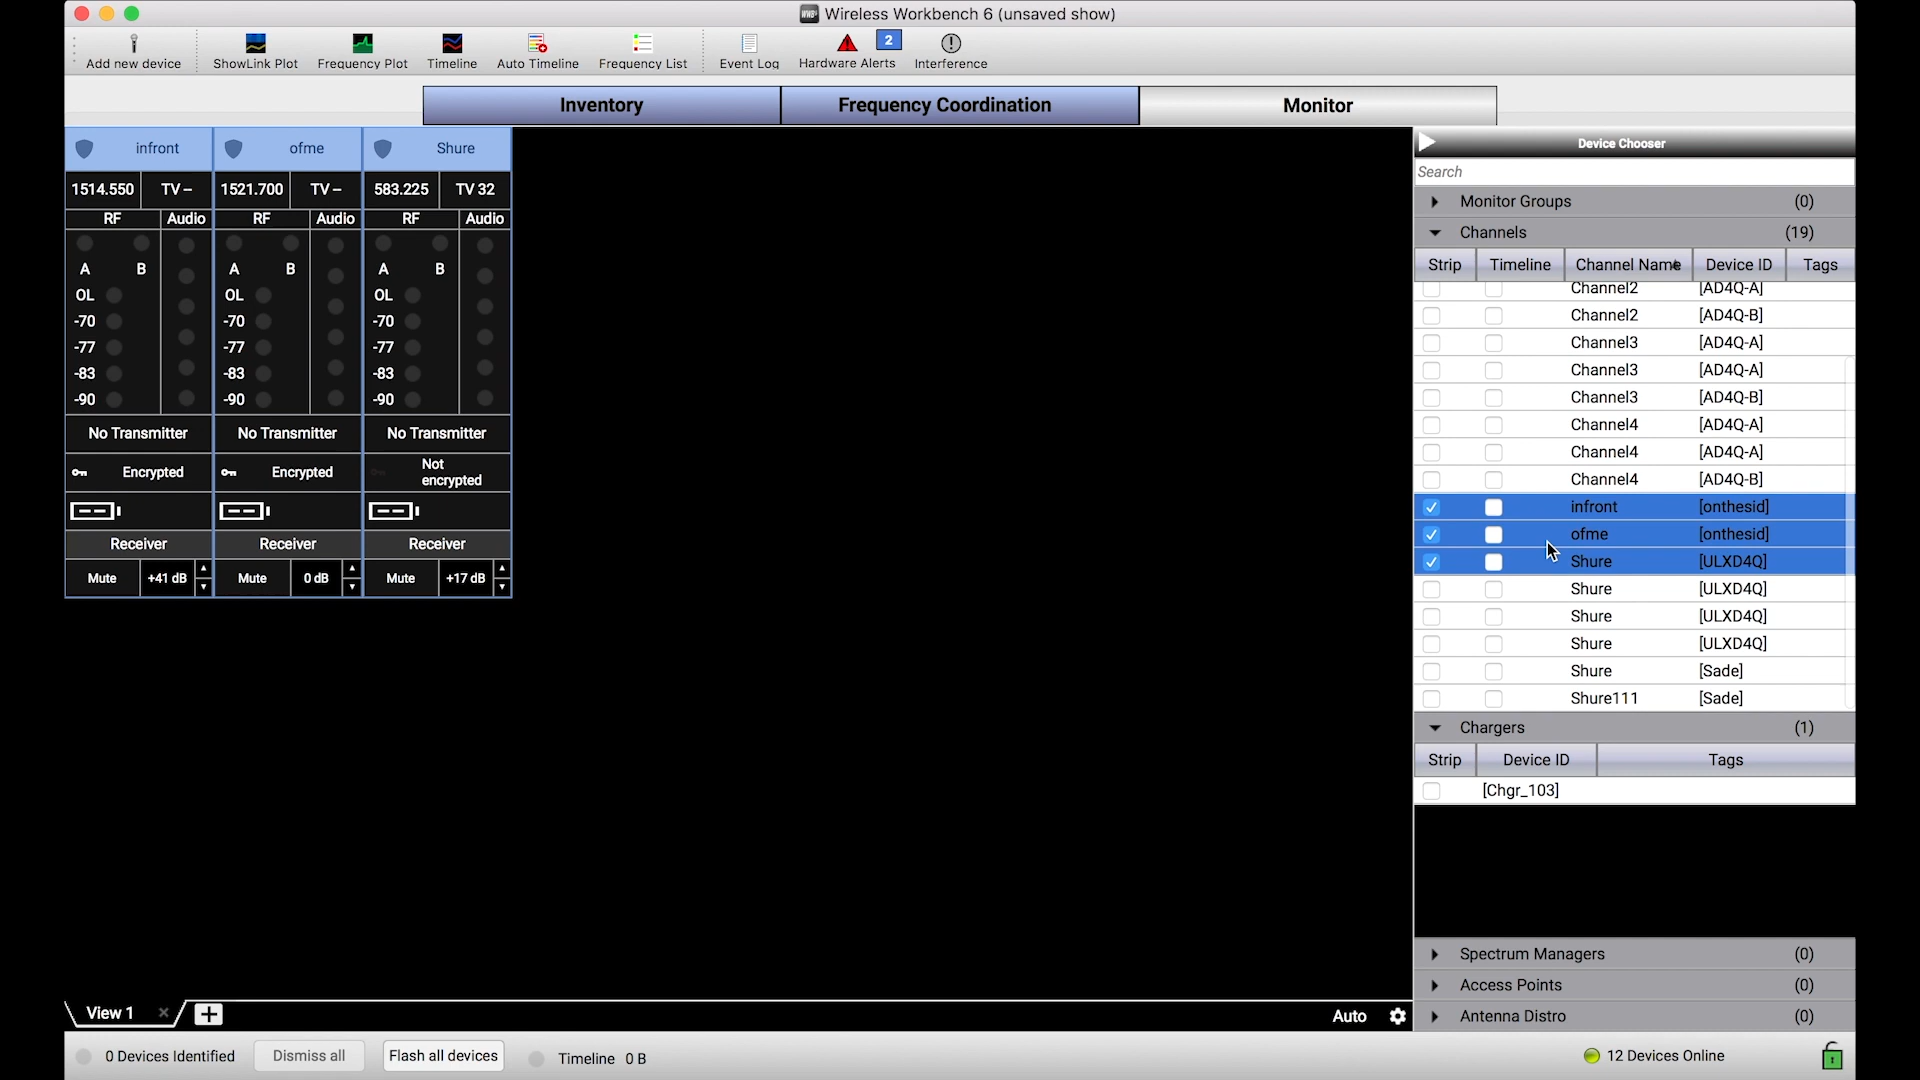 WWB6 Wireless Workbench 6 (unsaved show)
Add new device ShowLink Plot Frequency Plot Timeline Auto Timeline Frequency List Event Log Hardware Alerts 2 Interference
Inventory Frequency Coordination Monitor
infront ofme Shure
1514.550 TV – 1521.700 TV – 583.225 TV 32
RF Audio RF Audio RF Audio
A B A B A B
OL OL OL
-70 -70 -70
-77 -77 -77
-83 -83 -83
-90 -90 -90
No Transmitter No Transmitter No Transmitter
Encrypted Encrypted Not encrypted
Receiver Receiver Receiver
Mute +41 dB Mute 0 dB Mute +17 dB
Device Chooser
Search
Monitor Groups (0)
Channels (19)
Strip Timeline Channel Name Device ID Tags
Channel2 [AD4Q-A]
Channel2 [AD4Q-B]
Channel3 [AD4Q-A]
Channel3 [AD4Q-A]
Channel3 [AD4Q-B]
Channel4 [AD4Q-A]
Channel4 [AD4Q-A]
Channel4 [AD4Q-B]
infront [onthesid]
ofme [onthesid]
Shure [ULXD4Q]
Shure [ULXD4Q]
Shure [ULXD4Q]
Shure [ULXD4Q]
Shure [Sade]
Shure111 [Sade]
Chargers (1)
Strip Device ID Tags
[Chgr_103]
Spectrum Managers (0)
Access Points (0)
Antenna Distro (0)
View 1 Auto
0 Devices Identified Dismiss all Flash all devices Timeline 0 B 12 Devices Online